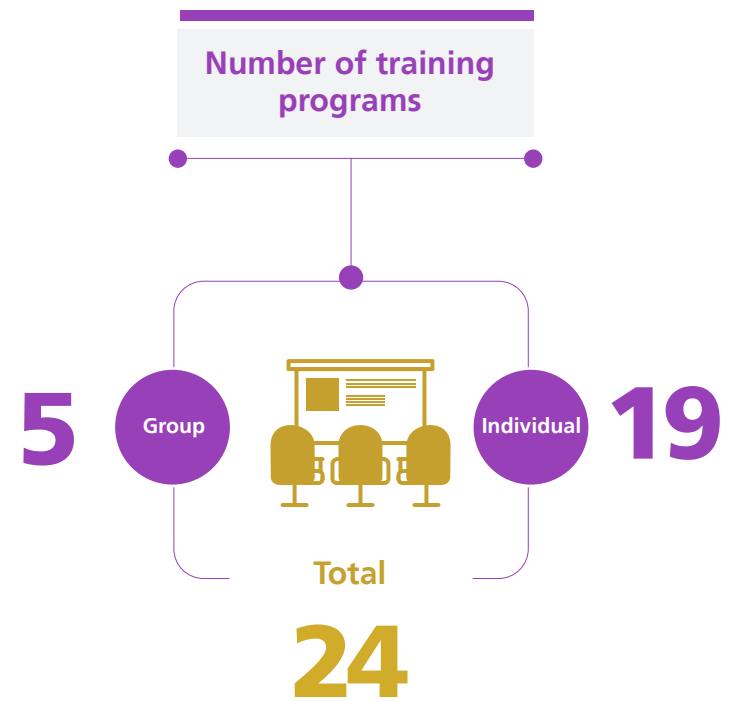 Number of training
programs
5
Group
Individual
19
Total
24